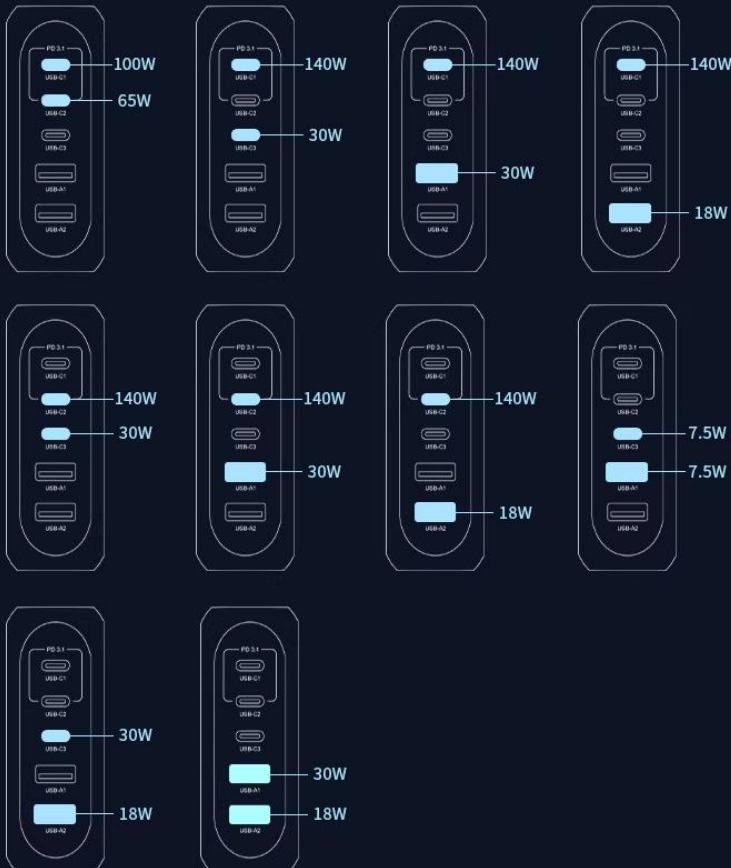 PD 3.1
USB-C1
100W
USB-C2
65W
USB-C3
USB-A1
USB-A2
PD 3.1
USB-C1
140W
USB-C2
USB-C3
30W
USB-A1
USB-A2
PD 3.1
USB-C1
140W
USB-C2
USB-C3
USB-A1
30W
USB-A2
PD 3.1
USB-C1
140W
USB-C2
USB-C3
USB-A1
USB-A2
18W
PD 3.1
USB-C1
USB-C2
140W
USB-C3
30W
USB-A1
USB-A2
PD 3.1
USB-C1
USB-C2
140W
USB-C3
USB-A1
30W
USB-A2
PD 3.1
USB-C1
USB-C2
140W
USB-C3
USB-A1
USB-A2
18W
PD 3.1
USB-C1
USB-C2
USB-C3
7.5W
USB-A1
7.5W
USB-A2
PD 3.1
USB-C1
USB-C2
USB-C3
30W
USB-A1
USB-A2
18W
PD 3.1
USB-C1
USB-C2
USB-C3
USB-A1
30W
USB-A2
18W